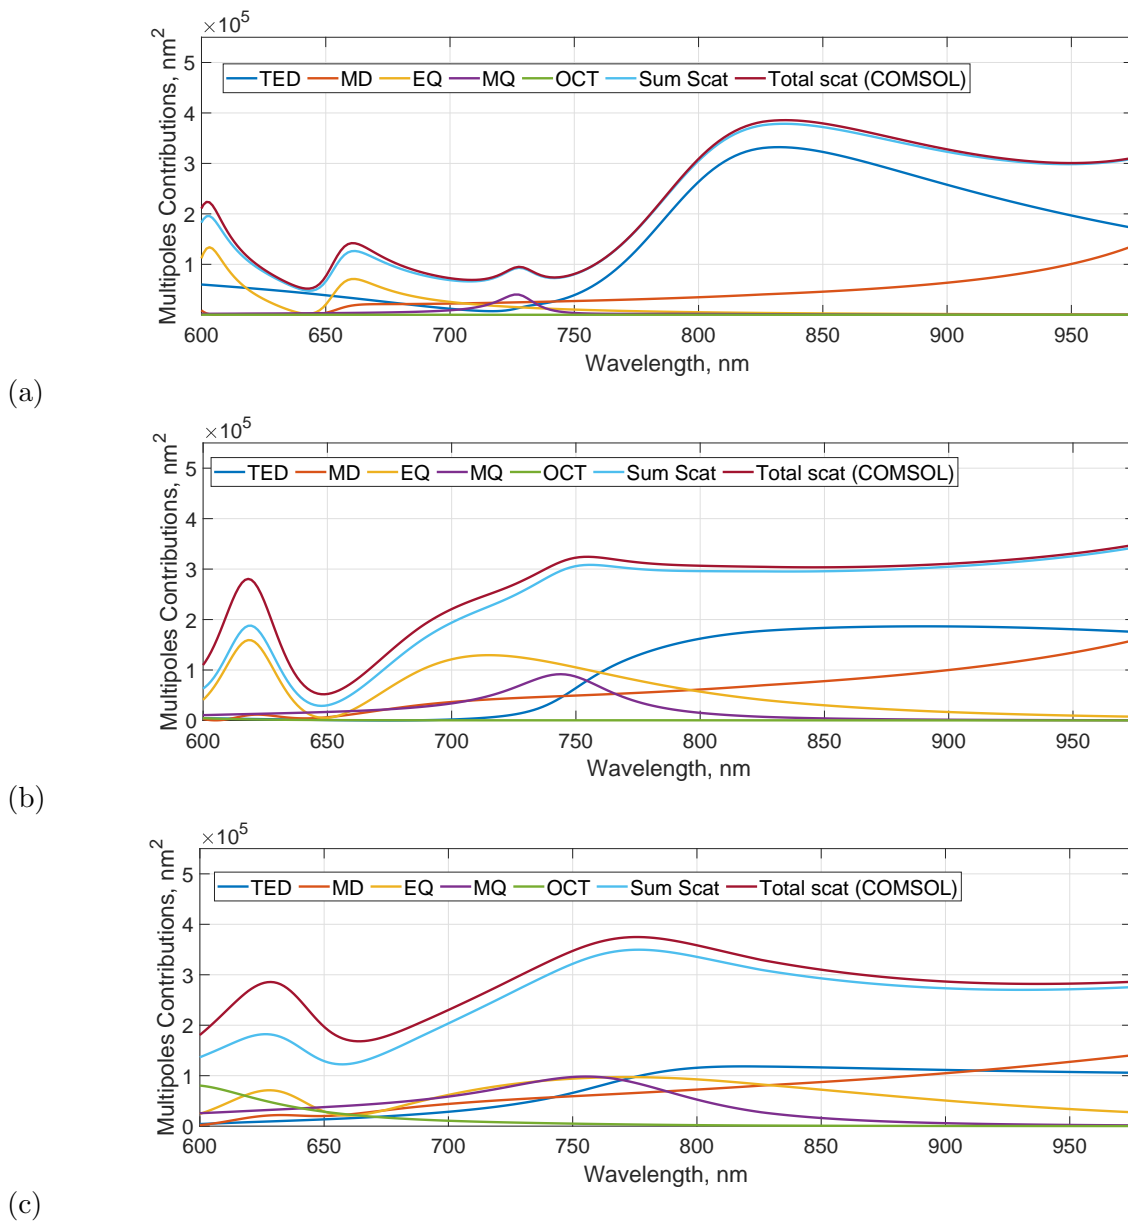 ×10^5
5
4
3
2
1
0
Multipoles Contributions, nm^2
TED MD EQ MQ OCT Sum Scat Total scat (COMSOL)
600 650 700 750 800 850 900 950
Wavelength, nm
(a)
×10^5
5
4
3
2
1
0
Multipoles Contributions, nm^2
TED MD EQ MQ OCT Sum Scat Total scat (COMSOL)
600 650 700 750 800 850 900 950
Wavelength, nm
(b)
×10^5
5
4
3
2
1
0
Multipoles Contributions, nm^2
TED MD EQ MQ OCT Sum Scat Total scat (COMSOL)
600 650 700 750 800 850 900 950
Wavelength, nm
(c)